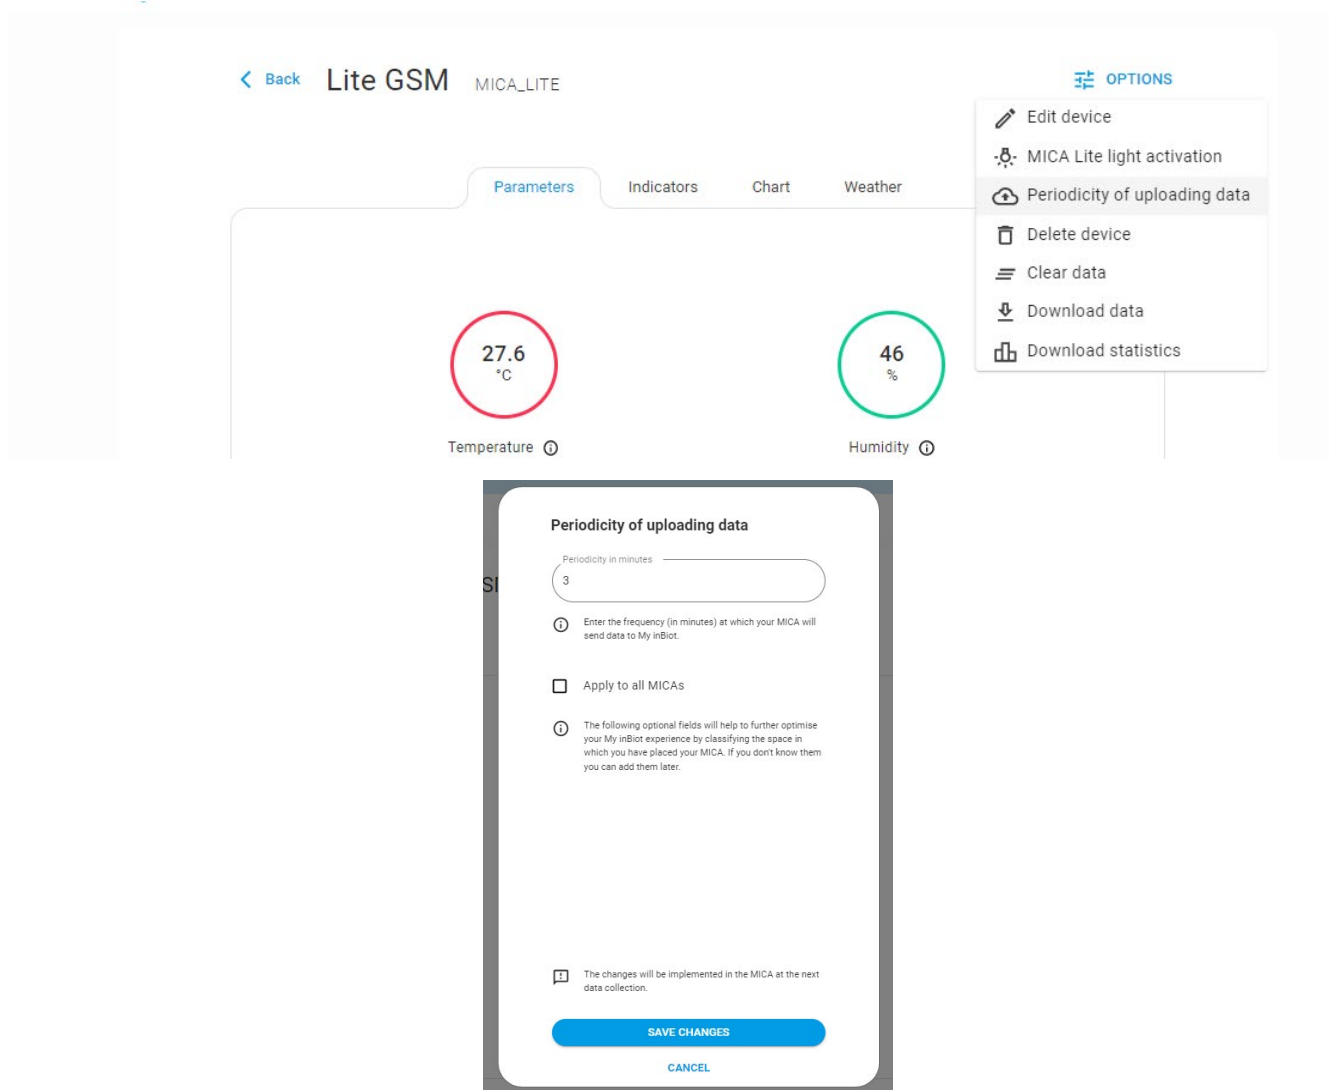 Back Lite GSM MICA_LITE OPTIONS
Edit device
MICA Lite light activation
Periodicity of uploading data
Delete device
Clear data
Download data
Download statistics
Parameters Indicators Chart Weather
27.6
°C
46
%
Temperature Humidity
Periodicity of uploading data
Periodicity in minutes
3
Enter the frequency (in minutes) at which your MICA will
send data to My inBiot.
Apply to all MICAs
The following optional fields will help to further optimise
your My inBiot experience by classifying the space in
which you have placed your MICA. If you don't know them
you can add them later.
The changes will be implemented in the MICA at the next
data collection.
SAVE CHANGES
CANCEL